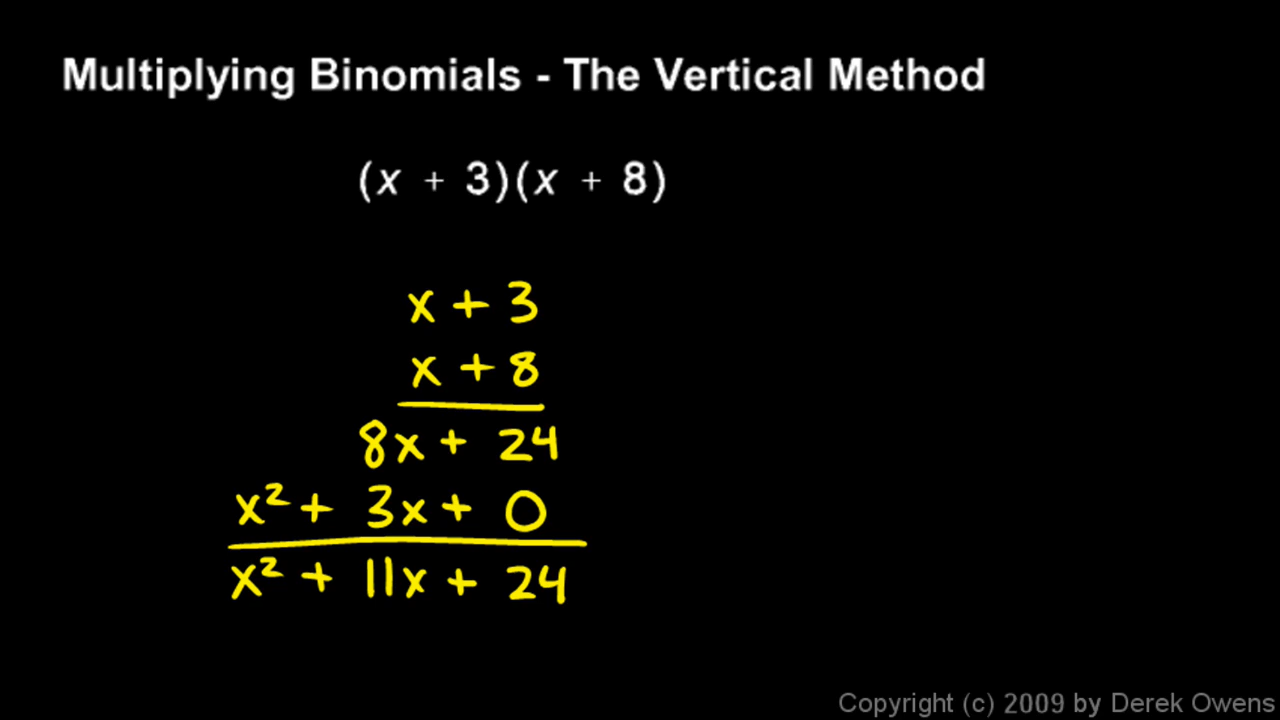 Multiplying Binomials - The Vertical Method
(x + 3)(x + 8)
x + 3
x + 8
8x + 24
x² + 3x + 0
x² + 11x + 24
Copyright (c) 2009 by Derek Owens